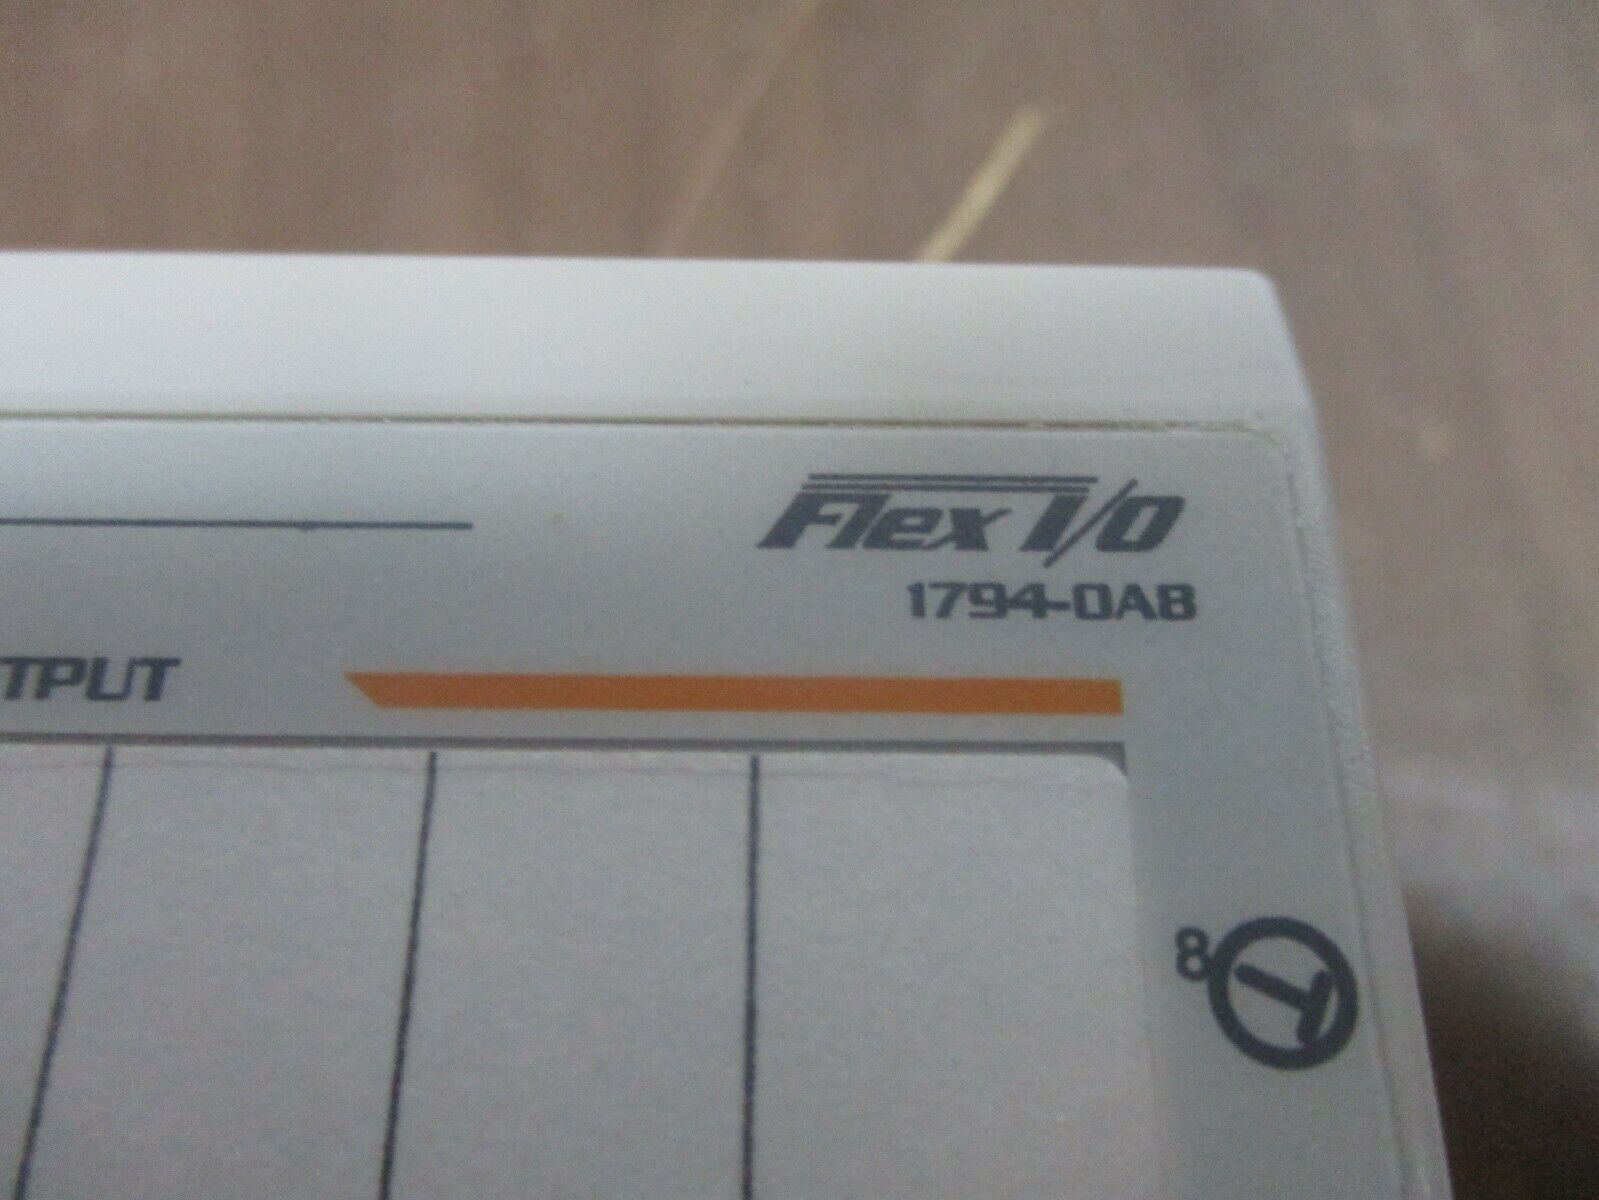 Flex I/O
1794-OA8
TPUT
8